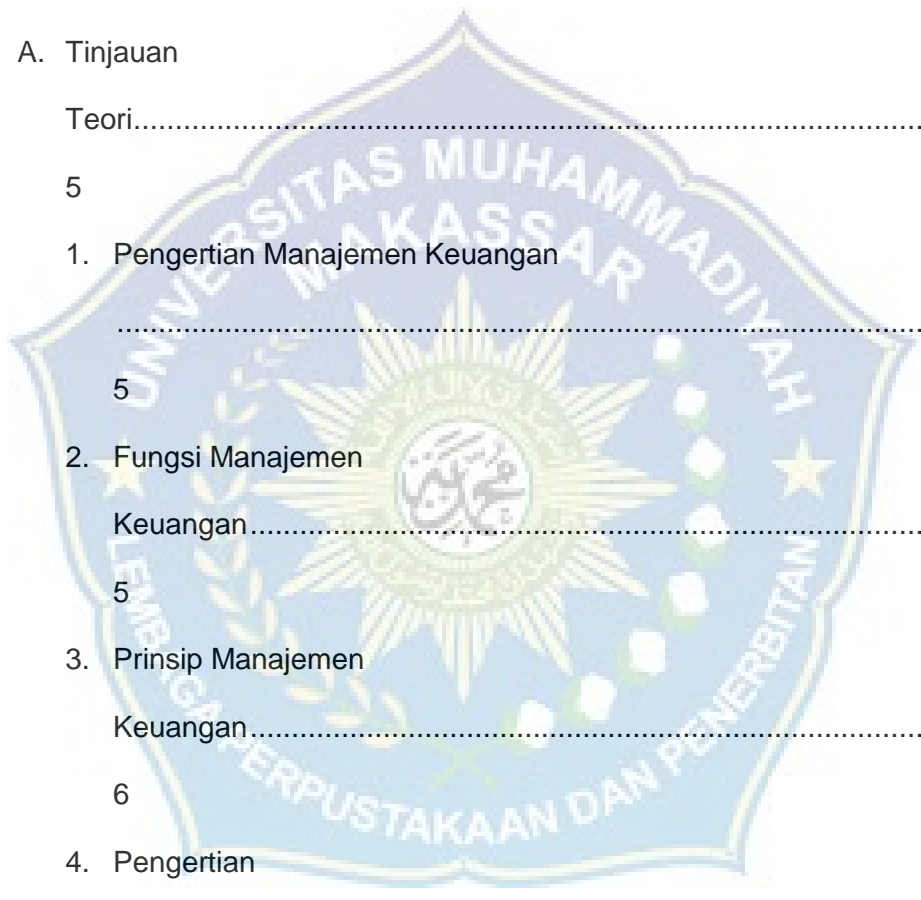 A. Tinjauan
Teori................................................................................................
5
1. Pengertian Manajemen Keuangan
................................................................................................
5
2. Fungsi Manajemen
Keuangan................................................................................
5
3. Prinsip Manajemen
Keuangan................................................................................
6
4. Pengertian
UNIVERSITAS MUHAMMADIYAH
MAKASSAR
LEMBAGA PERPUSTAKAAN DAN PENERBITAN